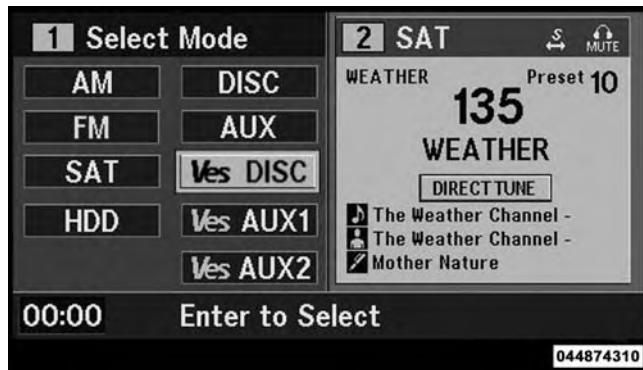 1 Select Mode
AM
DISC
FM
AUX
SAT
Ves DISC
HDD
Ves AUX1
Ves AUX2
2 SAT
S
MUTE
WEATHER
Preset 10
135
WEATHER
DIRECT TUNE
The Weather Channel -
The Weather Channel -
Mother Nature
00:00
Enter to Select
044874310